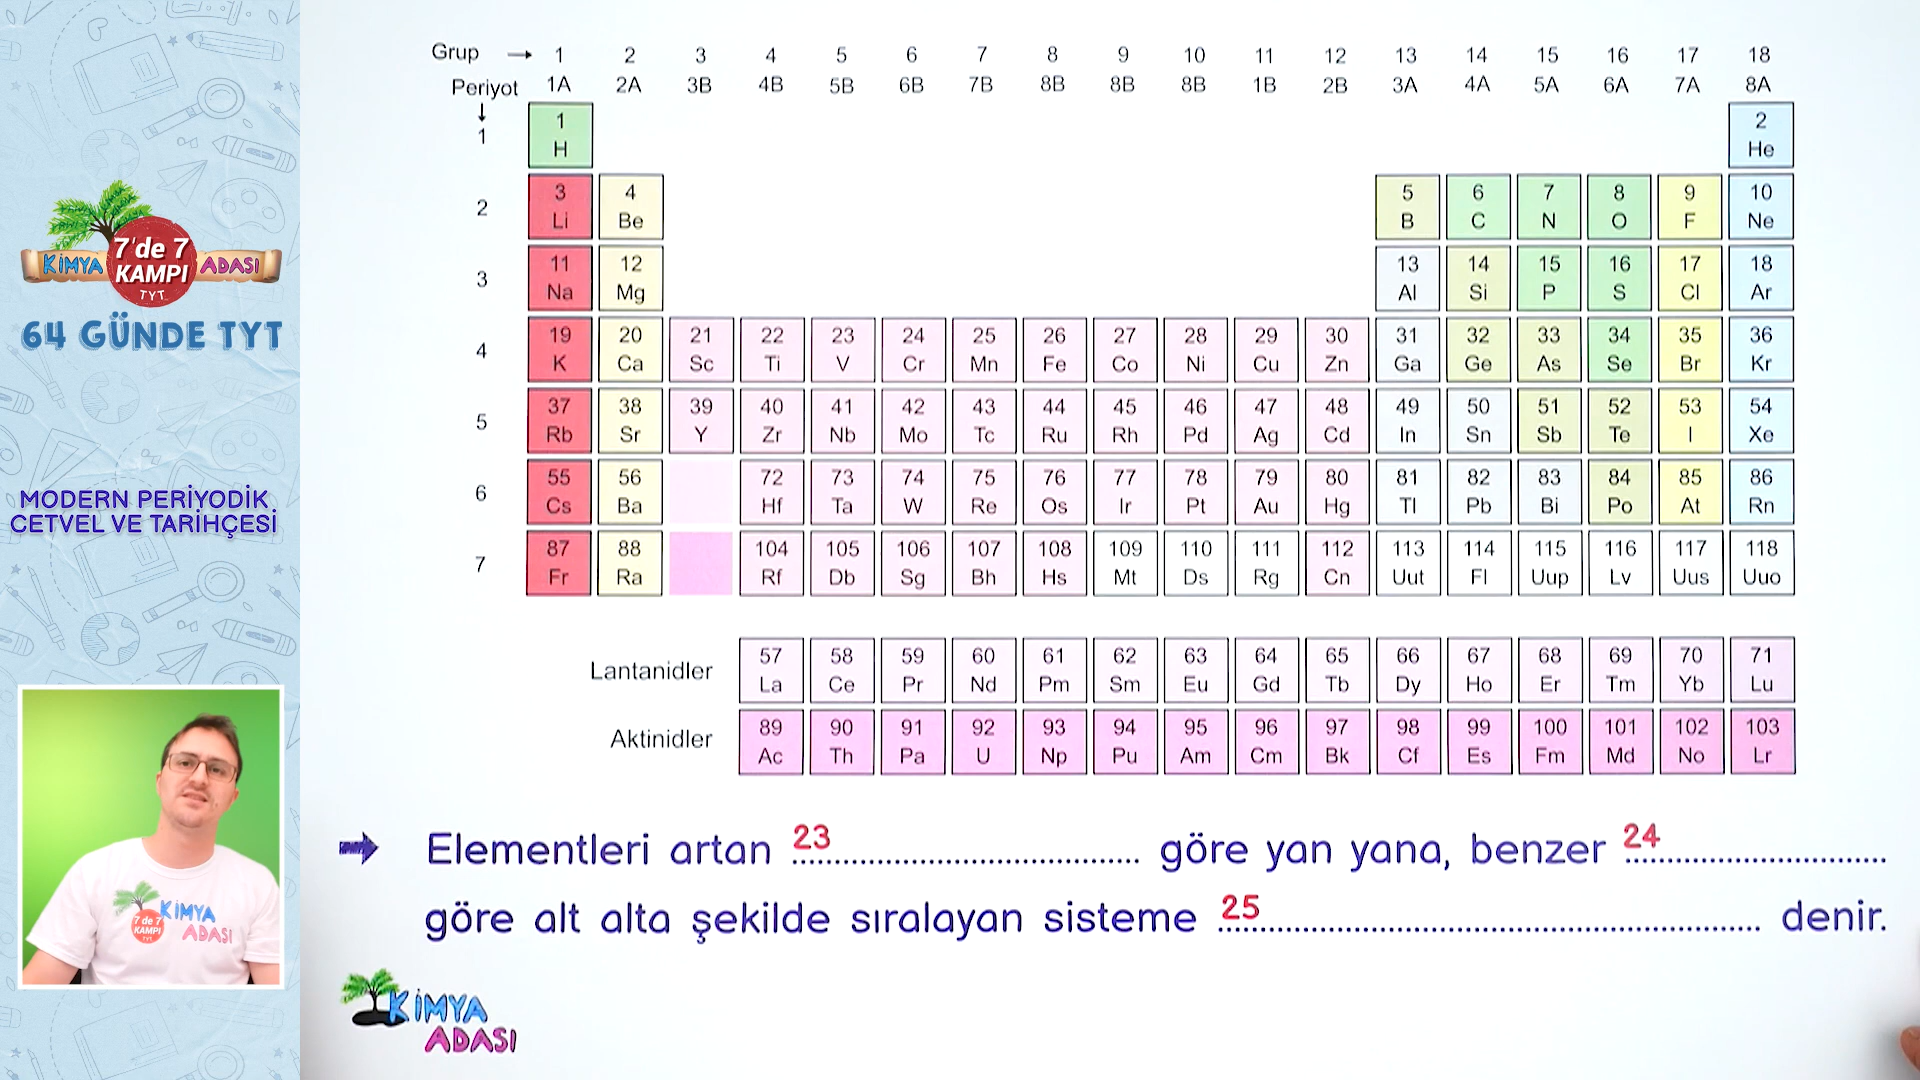 7'de 7
KİMYA KAMPI ADASI
TYT
64 GÜNDE TYT
MODERN PERİYODİK
CETVEL VE TARİHÇESİ
7 de 7
KİMYA
KAMPI
TYT
ADASI
Grup → 1 2 3 4 5 6 7 8 9 10 11 12 13 14 15 16 17 18
Periyot 1A 2A 3B 4B 5B 6B 7B 8B 8B 8B 1B 2B 3A 4A 5A 6A 7A 8A
↓
1 2
1 H He
3 4 5 6 7 8 9 10
2 Li Be B C N O F Ne
11 12 13 14 15 16 17 18
3 Na Mg Al Si P S Cl Ar
19 20 21 22 23 24 25 26 27 28 29 30 31 32 33 34 35 36
4 K Ca Sc Ti V Cr Mn Fe Co Ni Cu Zn Ga Ge As Se Br Kr
37 38 39 40 41 42 43 44 45 46 47 48 49 50 51 52 53 54
5 Rb Sr Y Zr Nb Mo Tc Ru Rh Pd Ag Cd In Sn Sb Te I Xe
55 56 72 73 74 75 76 77 78 79 80 81 82 83 84 85 86
6 Cs Ba Hf Ta W Re Os Ir Pt Au Hg Tl Pb Bi Po At Rn
87 88 104 105 106 107 108 109 110 111 112 113 114 115 116 117 118
7 Fr Ra Rf Db Sg Bh Hs Mt Ds Rg Cn Uut Fl Uup Lv Uus Uuo
57 58 59 60 61 62 63 64 65 66 67 68 69 70 71
Lantanidler La Ce Pr Nd Pm Sm Eu Gd Tb Dy Ho Er Tm Yb Lu
89 90 91 92 93 94 95 96 97 98 99 100 101 102 103
Aktinidler Ac Th Pa U Np Pu Am Cm Bk Cf Es Fm Md No Lr
Elementleri artan 23 göre yan yana, benzer 24
göre alt alta şekilde sıralayan sisteme 25 denir.
KİMYA
ADASI